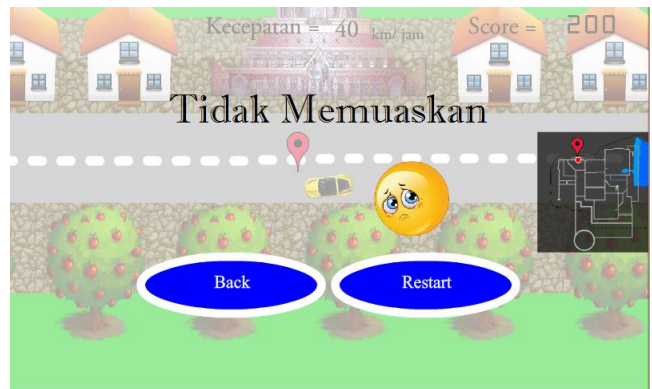 Kecepatan = 40 km/ jam Score = 200
Tidak Memuaskan
Back Restart